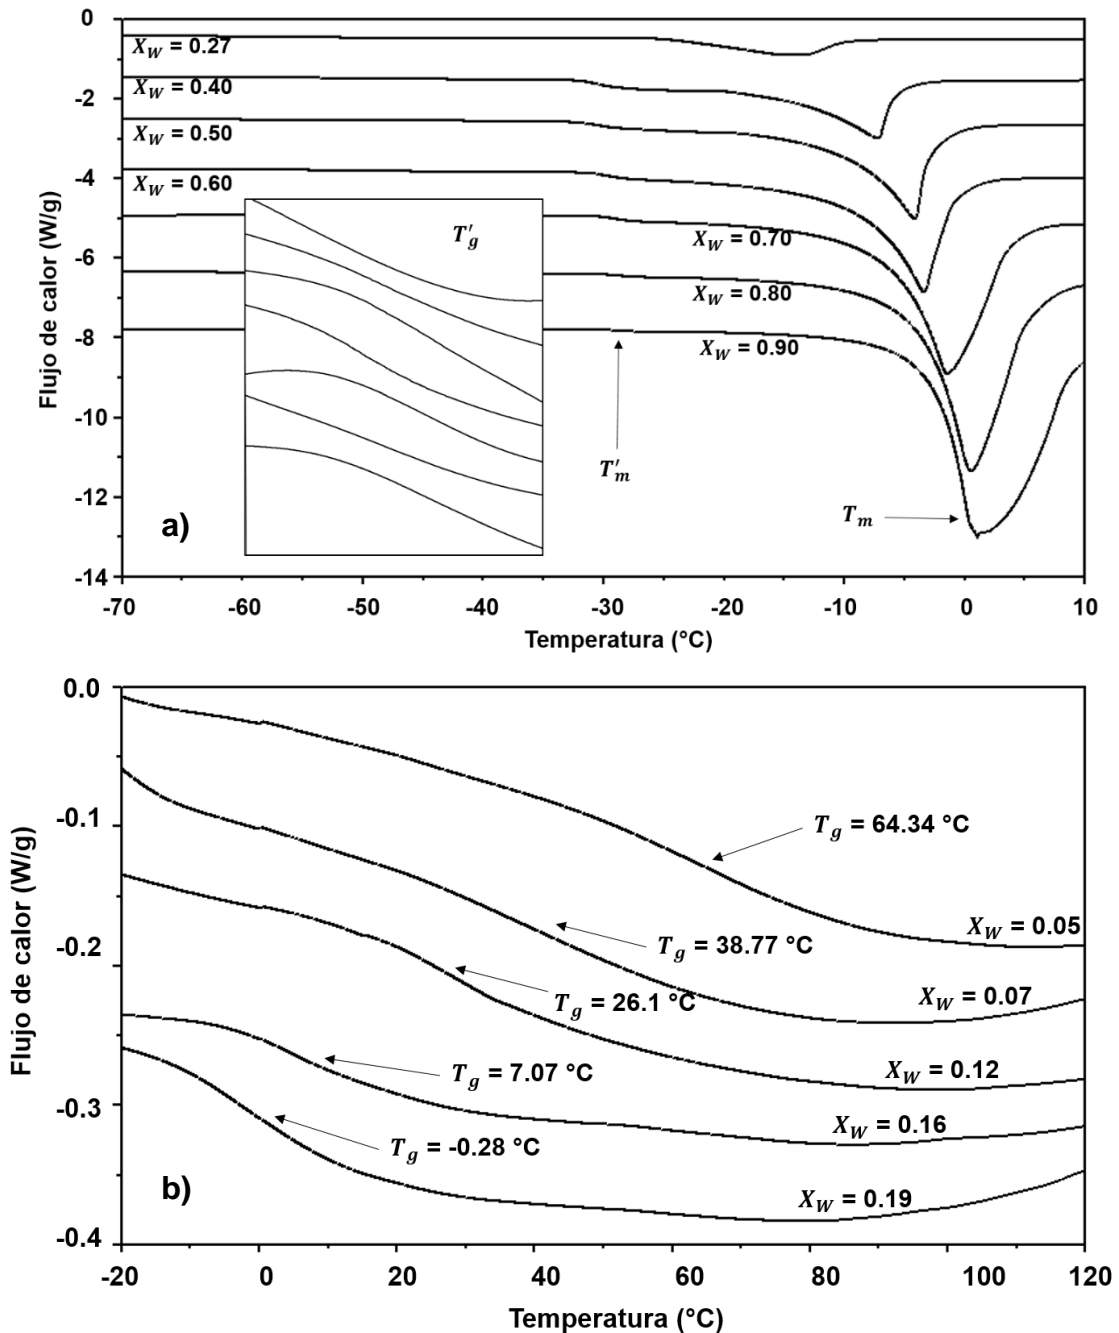 0
-2
-4
-6
-8
-10
-12
-14
Flujo de calor (W/g)
X_W = 0.27
X_W = 0.40
X_W = 0.50
X_W = 0.60
X_W = 0.70
X_W = 0.80
X_W = 0.90
T′_g
T′_m
T_m
a)
-70 -60 -50 -40 -30 -20 -10 0 10
Temperatura (°C)
0.0
-0.1
-0.2
-0.3
-0.4
Flujo de calor (W/g)
T_g = 64.34 °C
X_W = 0.05
T_g = 38.77 °C
X_W = 0.07
T_g = 26.1 °C
X_W = 0.12
T_g = 7.07 °C
X_W = 0.16
T_g = -0.28 °C
X_W = 0.19
b)
-20 0 20 40 60 80 100 120
Temperatura (°C)